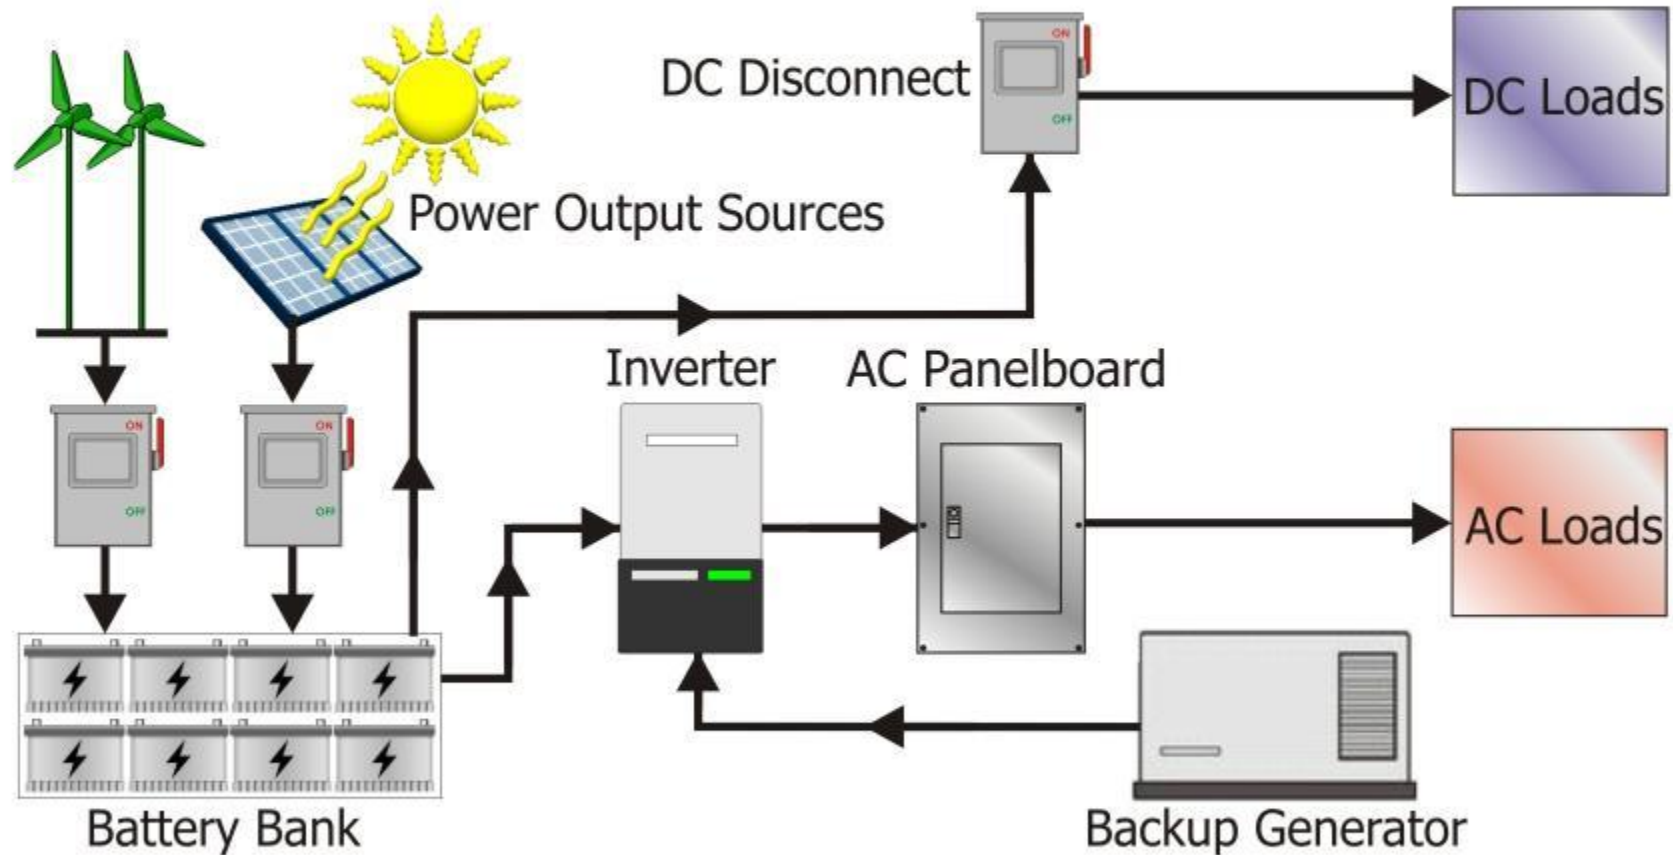 DC Disconnect
ON
OFF
DC Loads
Power Output Sources
Inverter
AC Panelboard
ON
OFF
ON
OFF
AC Loads
Battery Bank
Backup Generator